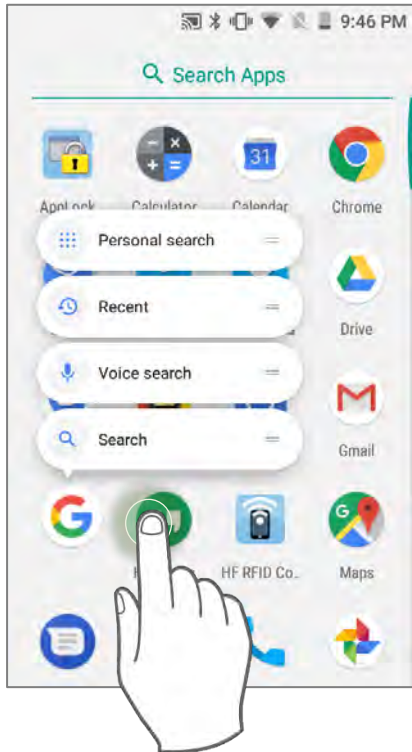 9:46 PM
Search Apps
31
AppLock Calculator Calendar Chrome
Personal search
Recent
Drive
Voice search
Search
Gmail
G
G
HF RFID Co..
Maps